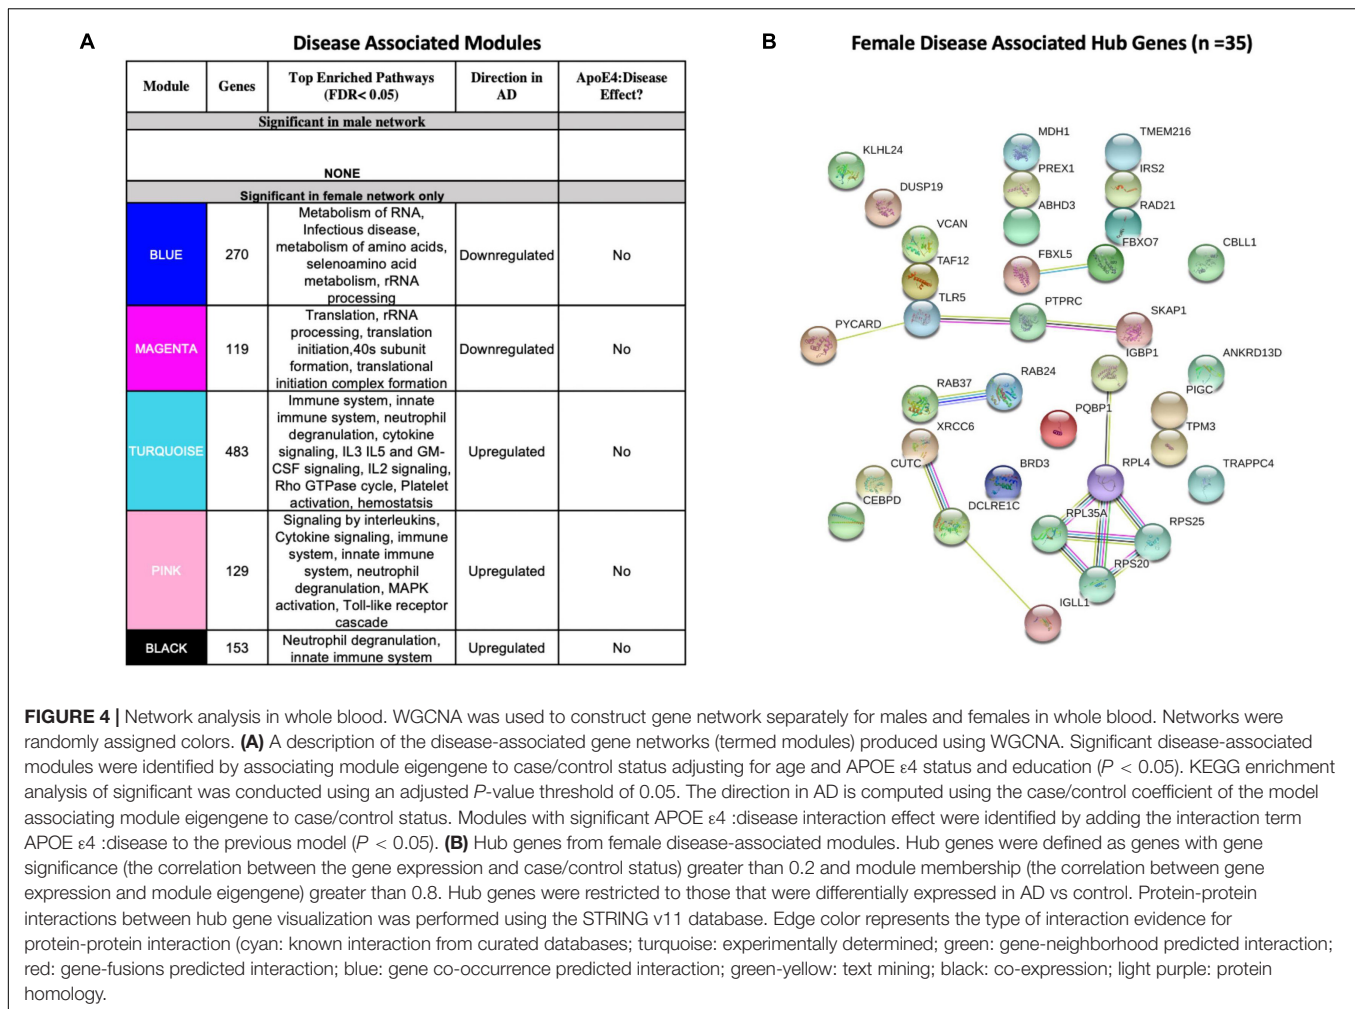 A
Disease Associated Modules
Module
Genes
Top Enriched Pathways
(FDR< 0.05)
Direction in
AD
ApoE4:Disease
Effect?
Significant in male network
NONE
Significant in female network only
BLUE
270
Metabolism of RNA,
Infectious disease,
metabolism of amino acids,
selenoamino acid
metabolism, rRNA
processing
Downregulated
No
MAGENTA
119
Translation, rRNA
processing, translation
initiation,40s subunit
formation, translational
initiation complex formation
Downregulated
No
TURQUOISE
483
Immune system, innate
immune system, neutrophil
degranulation, cytokine
signaling, IL3 IL5 and GM-
CSF signaling, IL2 signaling,
Rho GTPase cycle, Platelet
activation, hemostatsis
Upregulated
No
PINK
129
Signaling by interleukins,
Cytokine signaling, immune
system, innate immune
system, neutrophil
degranulation, MAPK
activation, Toll-like receptor
cascade
Upregulated
No
BLACK
153
Neutrophil degranulation,
innate immune system
Upregulated
No
B
Female Disease Associated Hub Genes (n =35)
MDH1
TMEM216
KLHL24
PREX1
IRS2
DUSP19
ABHD3
RAD21
VCAN
FBXL5
FBXO7
CBLL1
TAF12
TLR5
PTPRC
SKAP1
PYCARD
IGBP1
ANKRD13D
RAB37
RAB24
PIGC
PQBP1
XRCC6
TPM3
CUTC
BRD3
RPL4
TRAPPC4
CEBPD
DCLRE1C
RPL35A
RPS25
RPS20
IGLL1
FIGURE 4 | Network analysis in whole blood. WGCNA was used to construct gene network separately for males and females in whole blood. Networks were
randomly assigned colors. (A) A description of the disease-associated gene networks (termed modules) produced using WGCNA. Significant disease-associated
modules were identified by associating module eigengene to case/control status adjusting for age and APOE ε4 status and education (P < 0.05). KEGG enrichment
analysis of significant was conducted using an adjusted P-value threshold of 0.05. The direction in AD is computed using the case/control coefficient of the model
associating module eigengene to case/control status. Modules with significant APOE ε4 :disease interaction effect were identified by adding the interaction term
APOE ε4 :disease to the previous model (P < 0.05). (B) Hub genes from female disease-associated modules. Hub genes were defined as genes with gene
significance (the correlation between the gene expression and case/control status) greater than 0.2 and module membership (the correlation between gene
expression and module eigengene) greater than 0.8. Hub genes were restricted to those that were differentially expressed in AD vs control. Protein-protein
interactions between hub gene visualization was performed using the STRING v11 database. Edge color represents the type of interaction evidence for
protein-protein interaction (cyan: known interaction from curated databases; turquoise: experimentally determined; green: gene-neighborhood predicted interaction;
red: gene-fusions predicted interaction; blue: gene co-occurrence predicted interaction; green-yellow: text mining; black: co-expression; light purple: protein
homology.